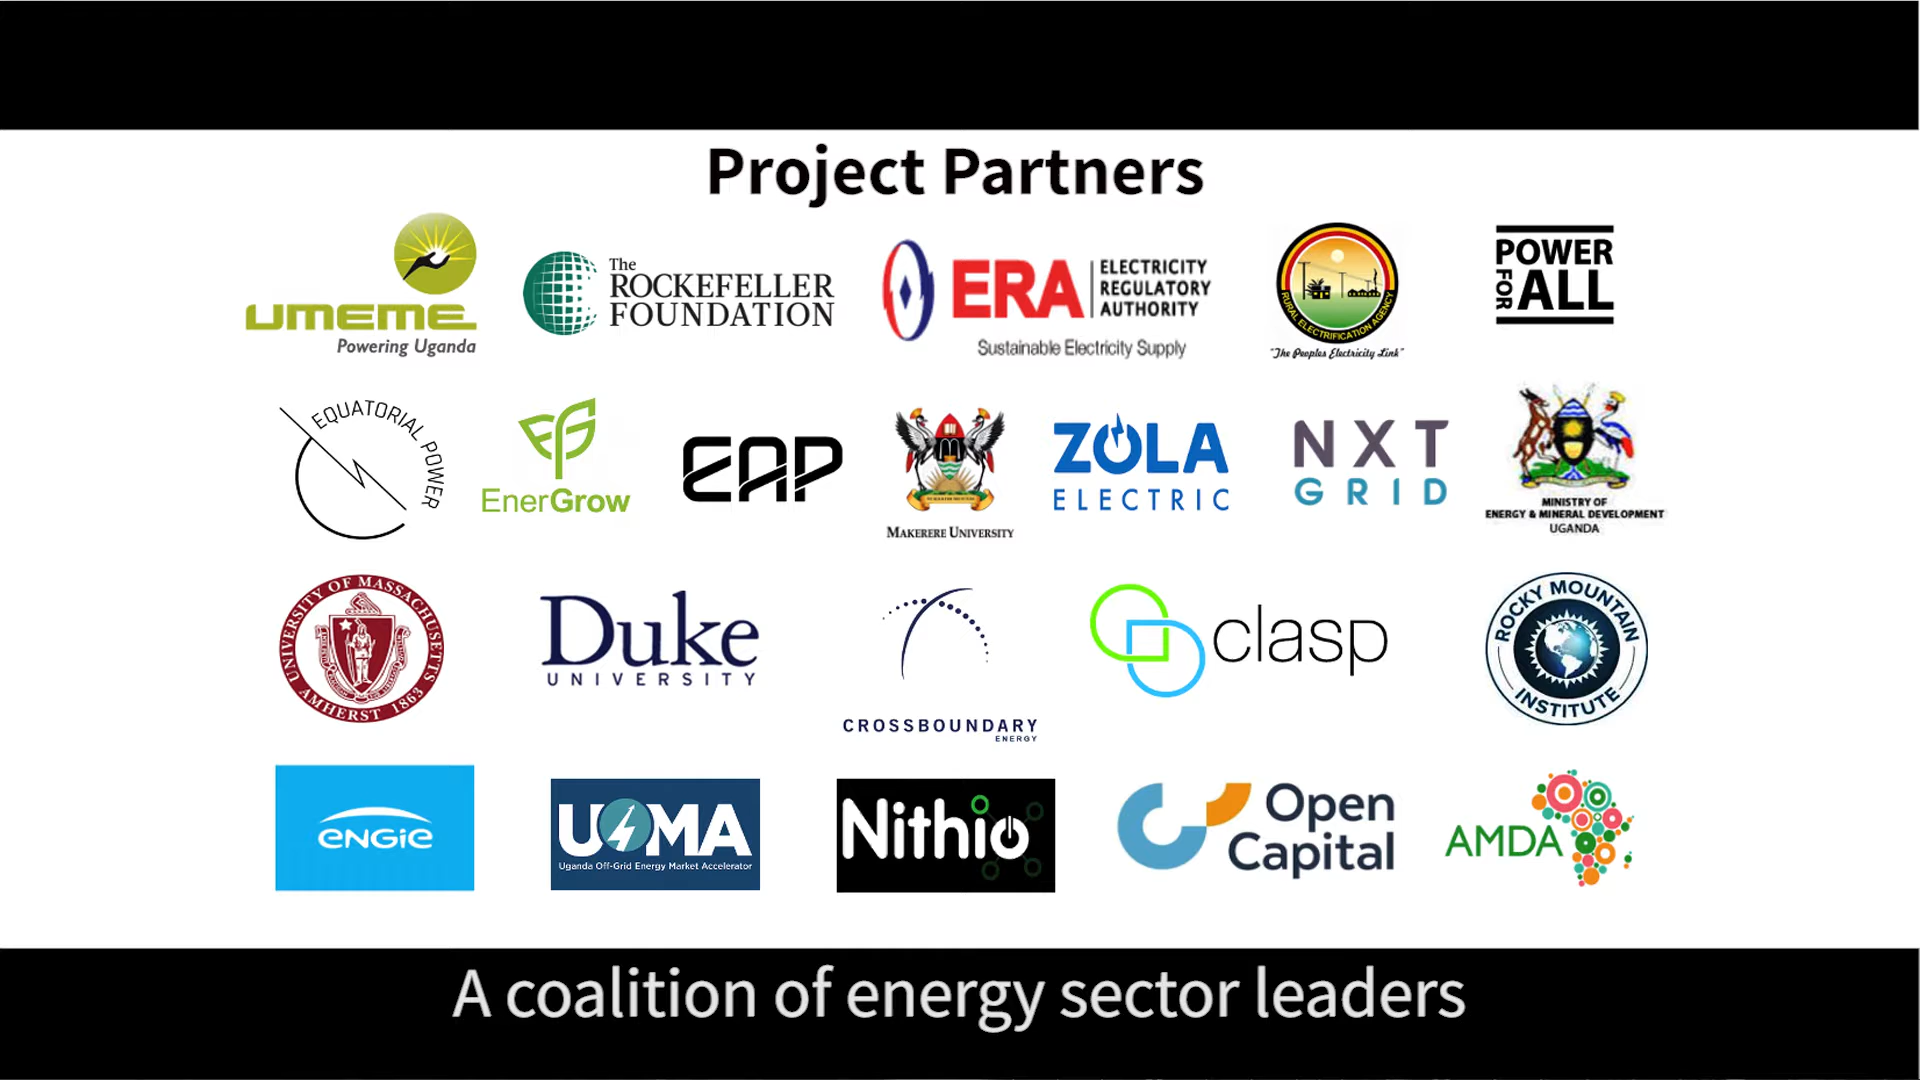 Project Partners
UMEME
Powering Uganda
The
ROCKEFELLER
FOUNDATION
ERA
ELECTRICITY
REGULATORY
AUTHORITY
Sustainable Electricity Supply
RURAL ELECTRIFICATION AGENCY
"The Peoples Electricity Link"
POWER
FOR
ALL
EQUATORIAL POWER
EnerGrow
EAP
MAKERERE UNIVERSITY
ZOLA
ELECTRIC
NXT
GRID
MINISTRY OF
ENERGY & MINERAL DEVELOPMENT
UGANDA
UNIVERSITY OF MASSACHUSETTS
AMHERST 1863
Duke
UNIVERSITY
CROSSBOUNDARY
ENERGY
clasp
ROCKY MOUNTAIN
INSTITUTE
ENGIE
UOMA
Uganda Off-Grid Energy Market Accelerator
Nithio
Open
Capital
AMDA
A coalition of energy sector leaders